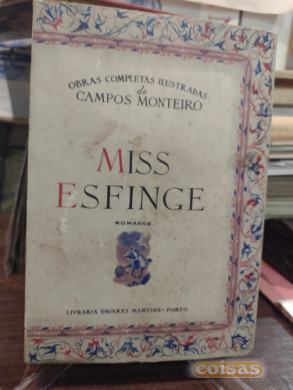 OBRAS COMPLETAS ILUSTRADAS
de
CAMPOS MONTEIRO
MISS
ESFINGE
ROMANCE
LIVRARIA TAVARES MARTINS - PORTO
coisas